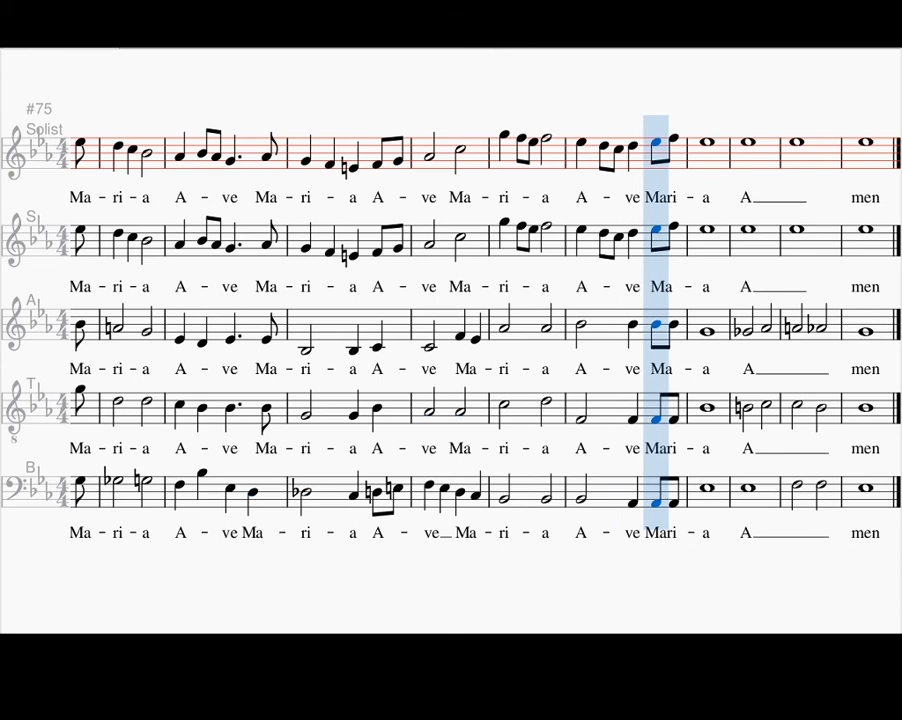 #75
Solist
Ma - ri - a A - ve Ma - ri - a A - ve Ma - ri - a A - ve Mari - a A men
S
Ma - ri - a A - ve Ma - ri - a A - ve Ma - ri - a A - ve Ma - a A men
A
Ma - ri - a A - ve Ma - ri - a A - ve Ma - ri - a A - ve Ma - a A men
T
8
Ma - ri - a A - ve Ma - ri - a A - ve Ma - ri - a A - ve Mari - a A men
B
Ma - ri - a A - ve Ma - ri - a A - ve Ma - ri - a A - ve Mari - a A men